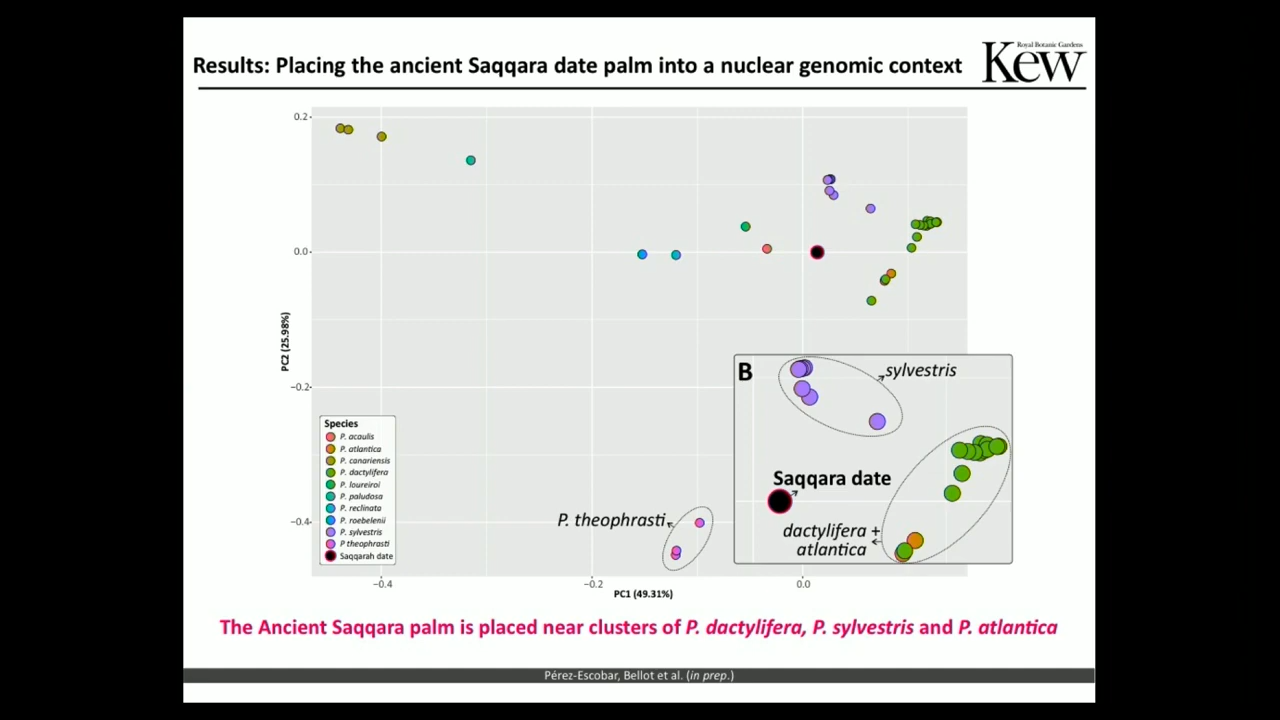 Results: Placing the ancient Saqqara date palm into a nuclear genomic context
Royal Botanic Gardens
Kew
0.2
0.0
−0.2
−0.4
PC2 (25.98%)
−0.4
−0.2
0.0
PC1 (49.31%)
Species
P. acaulis
P. atlantica
P. canariensis
P. dactylifera
P. loureiroi
P. paludosa
P. reclinata
P. roebelenii
P. sylvestris
P theophrasti
Saqqarah date
P. theophrasti
B
sylvestris
Saqqara date
dactylifera +
atlantica
The Ancient Saqqara palm is placed near clusters of P. dactylifera, P. sylvestris and P. atlantica
Pérez-Escobar, Bellot et al. (in prep.)